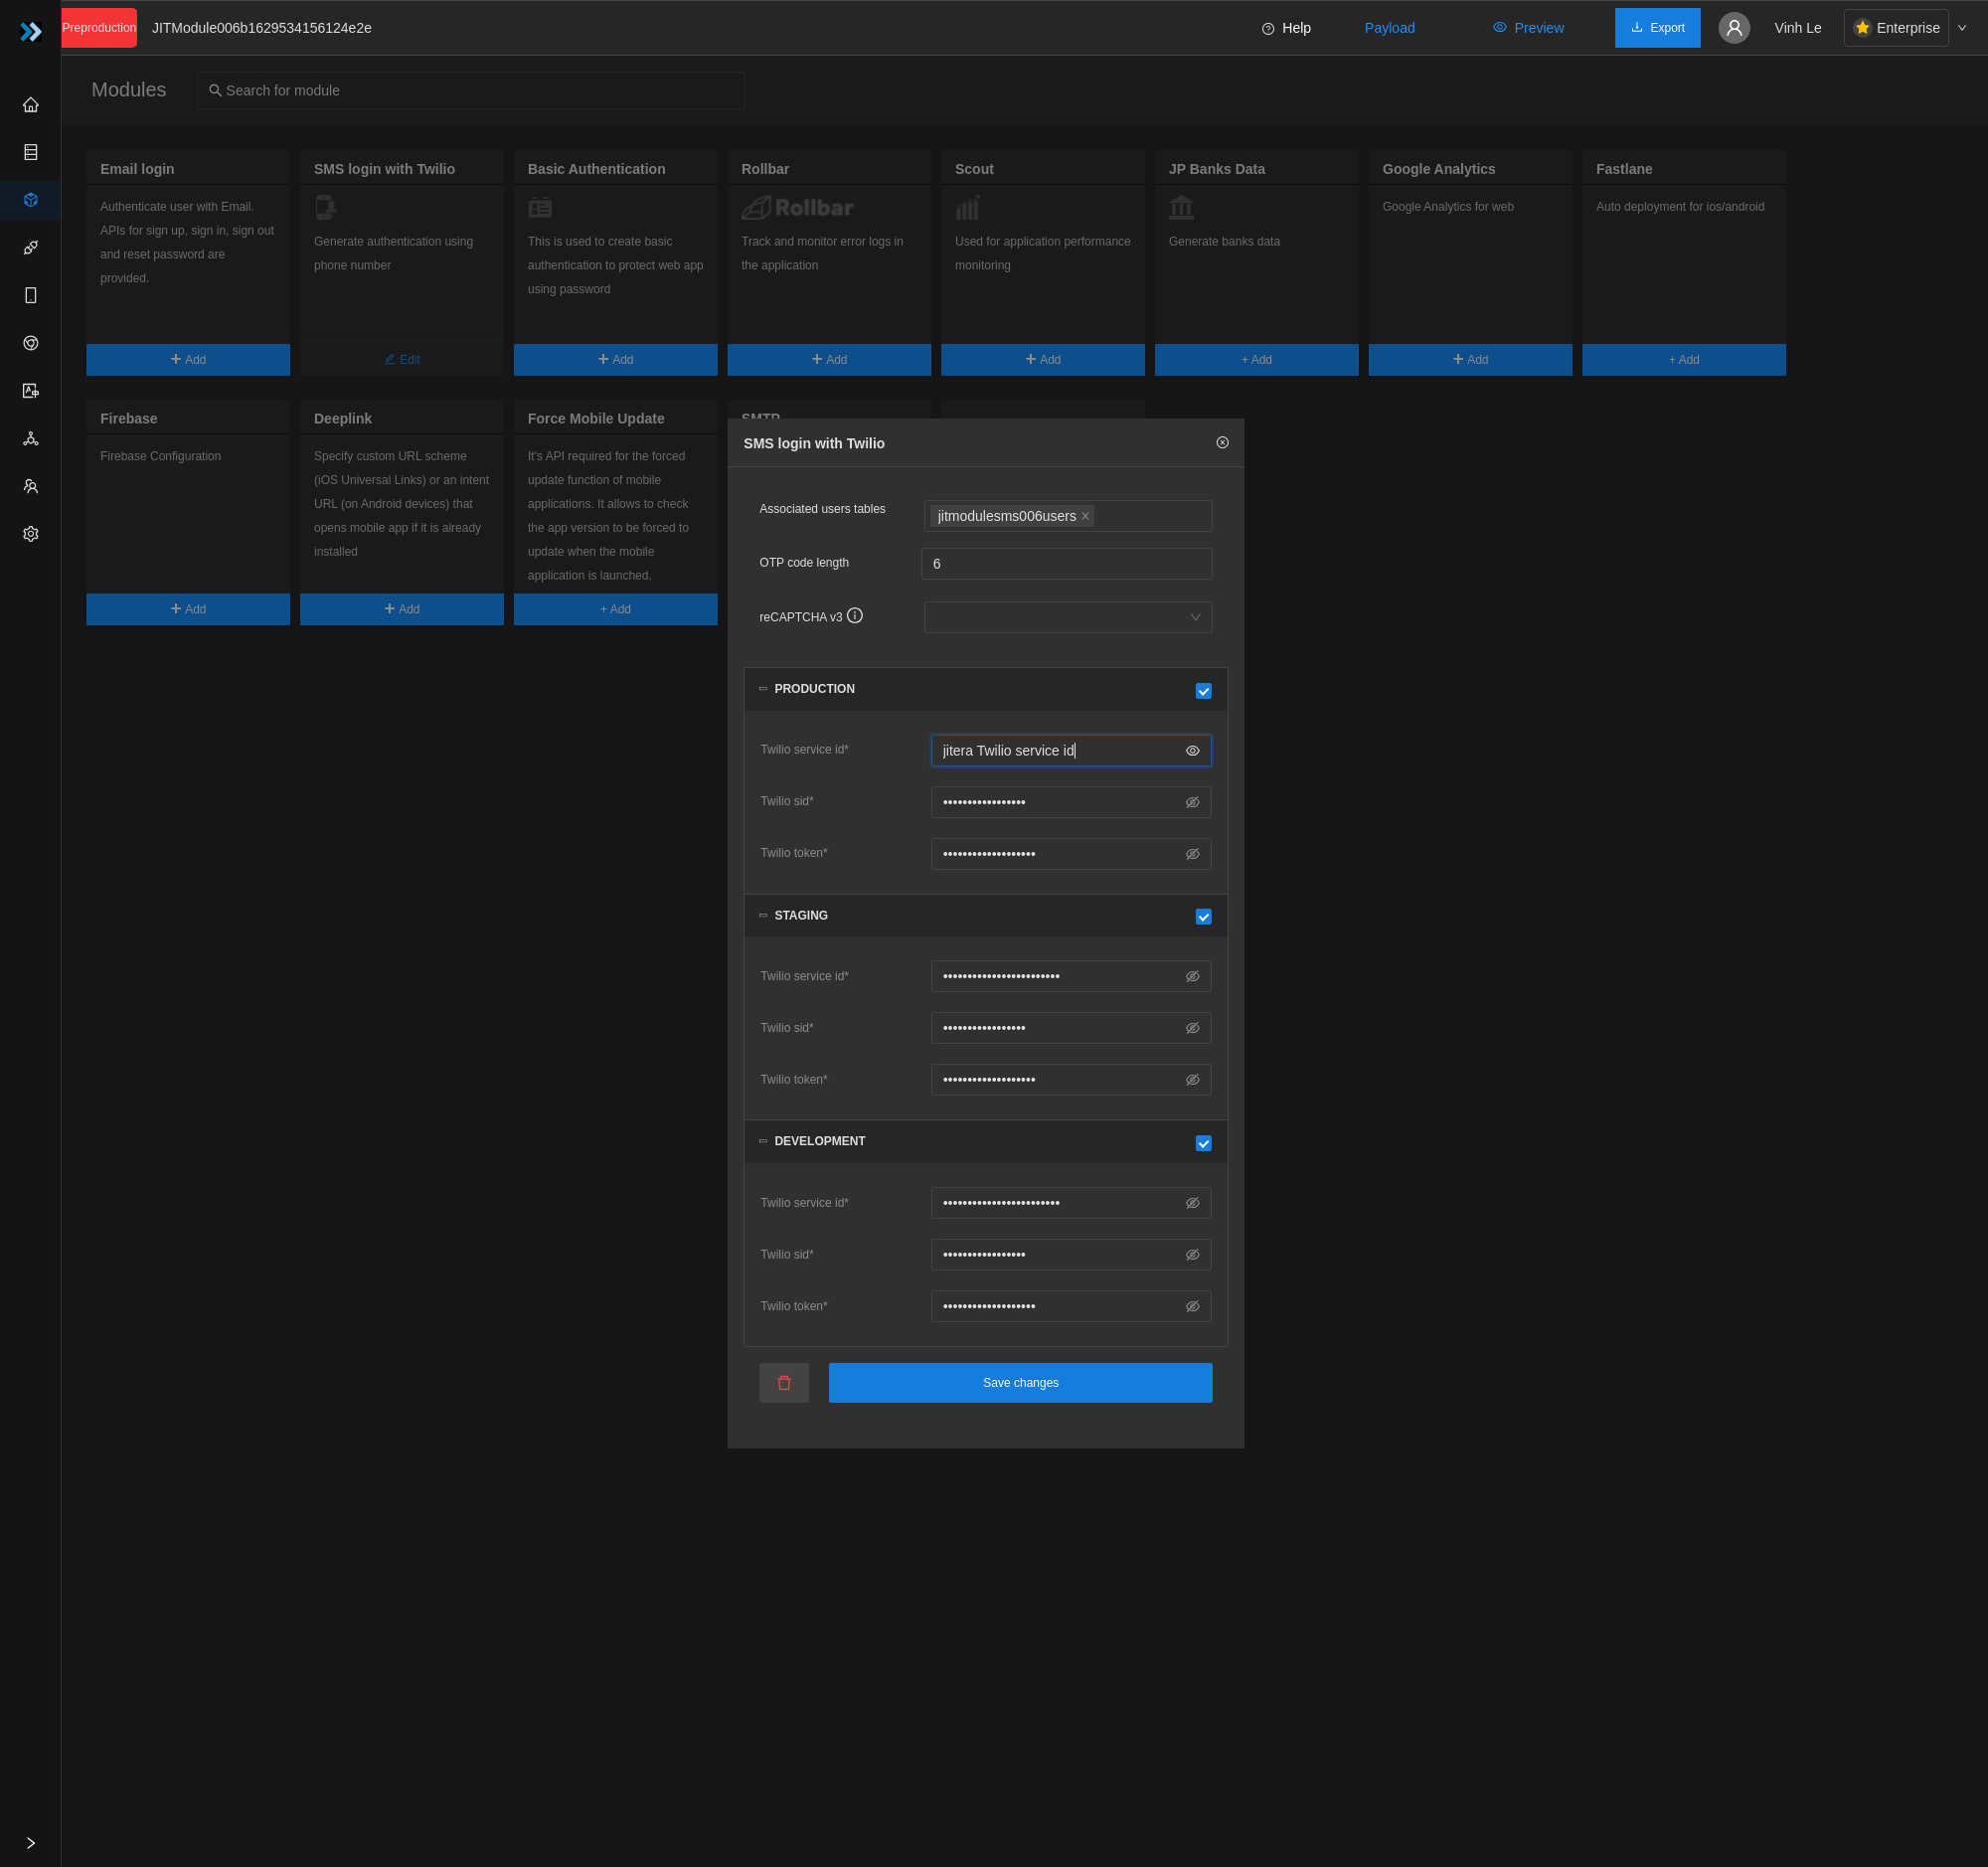 Preproduction
JITModule006b1629534156124e2e
Help
Payload
Preview
Export
Vinh Le
Enterprise
Modules
Search for module
Email login
Authenticate user with Email.
APIs for sign up, sign in, sign out
and reset password are
provided.
+ Add
SMS login with Twilio
Generate authentication using
phone number
Edit
Basic Authentication
This is used to create basic
authentication to protect web app
using password
+ Add
Rollbar
Rollbar
Track and monitor error logs in
the application
+ Add
Scout
Used for application performance
monitoring
+ Add
JP Banks Data
Generate banks data
+ Add
Google Analytics
Google Analytics for web
+ Add
Fastlane
Auto deployment for ios/android
+ Add
Firebase
Firebase Configuration
+ Add
Deeplink
Specify custom URL scheme
(iOS Universal Links) or an intent
URL (on Android devices) that
opens mobile app if it is already
installed
+ Add
Force Mobile Update
It's API required for the forced
update function of mobile
applications. It allows to check
the app version to be forced to
update when the mobile
application is launched.
+ Add
SMTP
SMS login with Twilio
Associated users tables
jitmodulesms006users
OTP code length
6
reCAPTCHA v3
PRODUCTION
Twilio service id*
jitera Twilio service id
Twilio sid*
Twilio token*
STAGING
Twilio service id*
Twilio sid*
Twilio token*
DEVELOPMENT
Twilio service id*
Twilio sid*
Twilio token*
Save changes